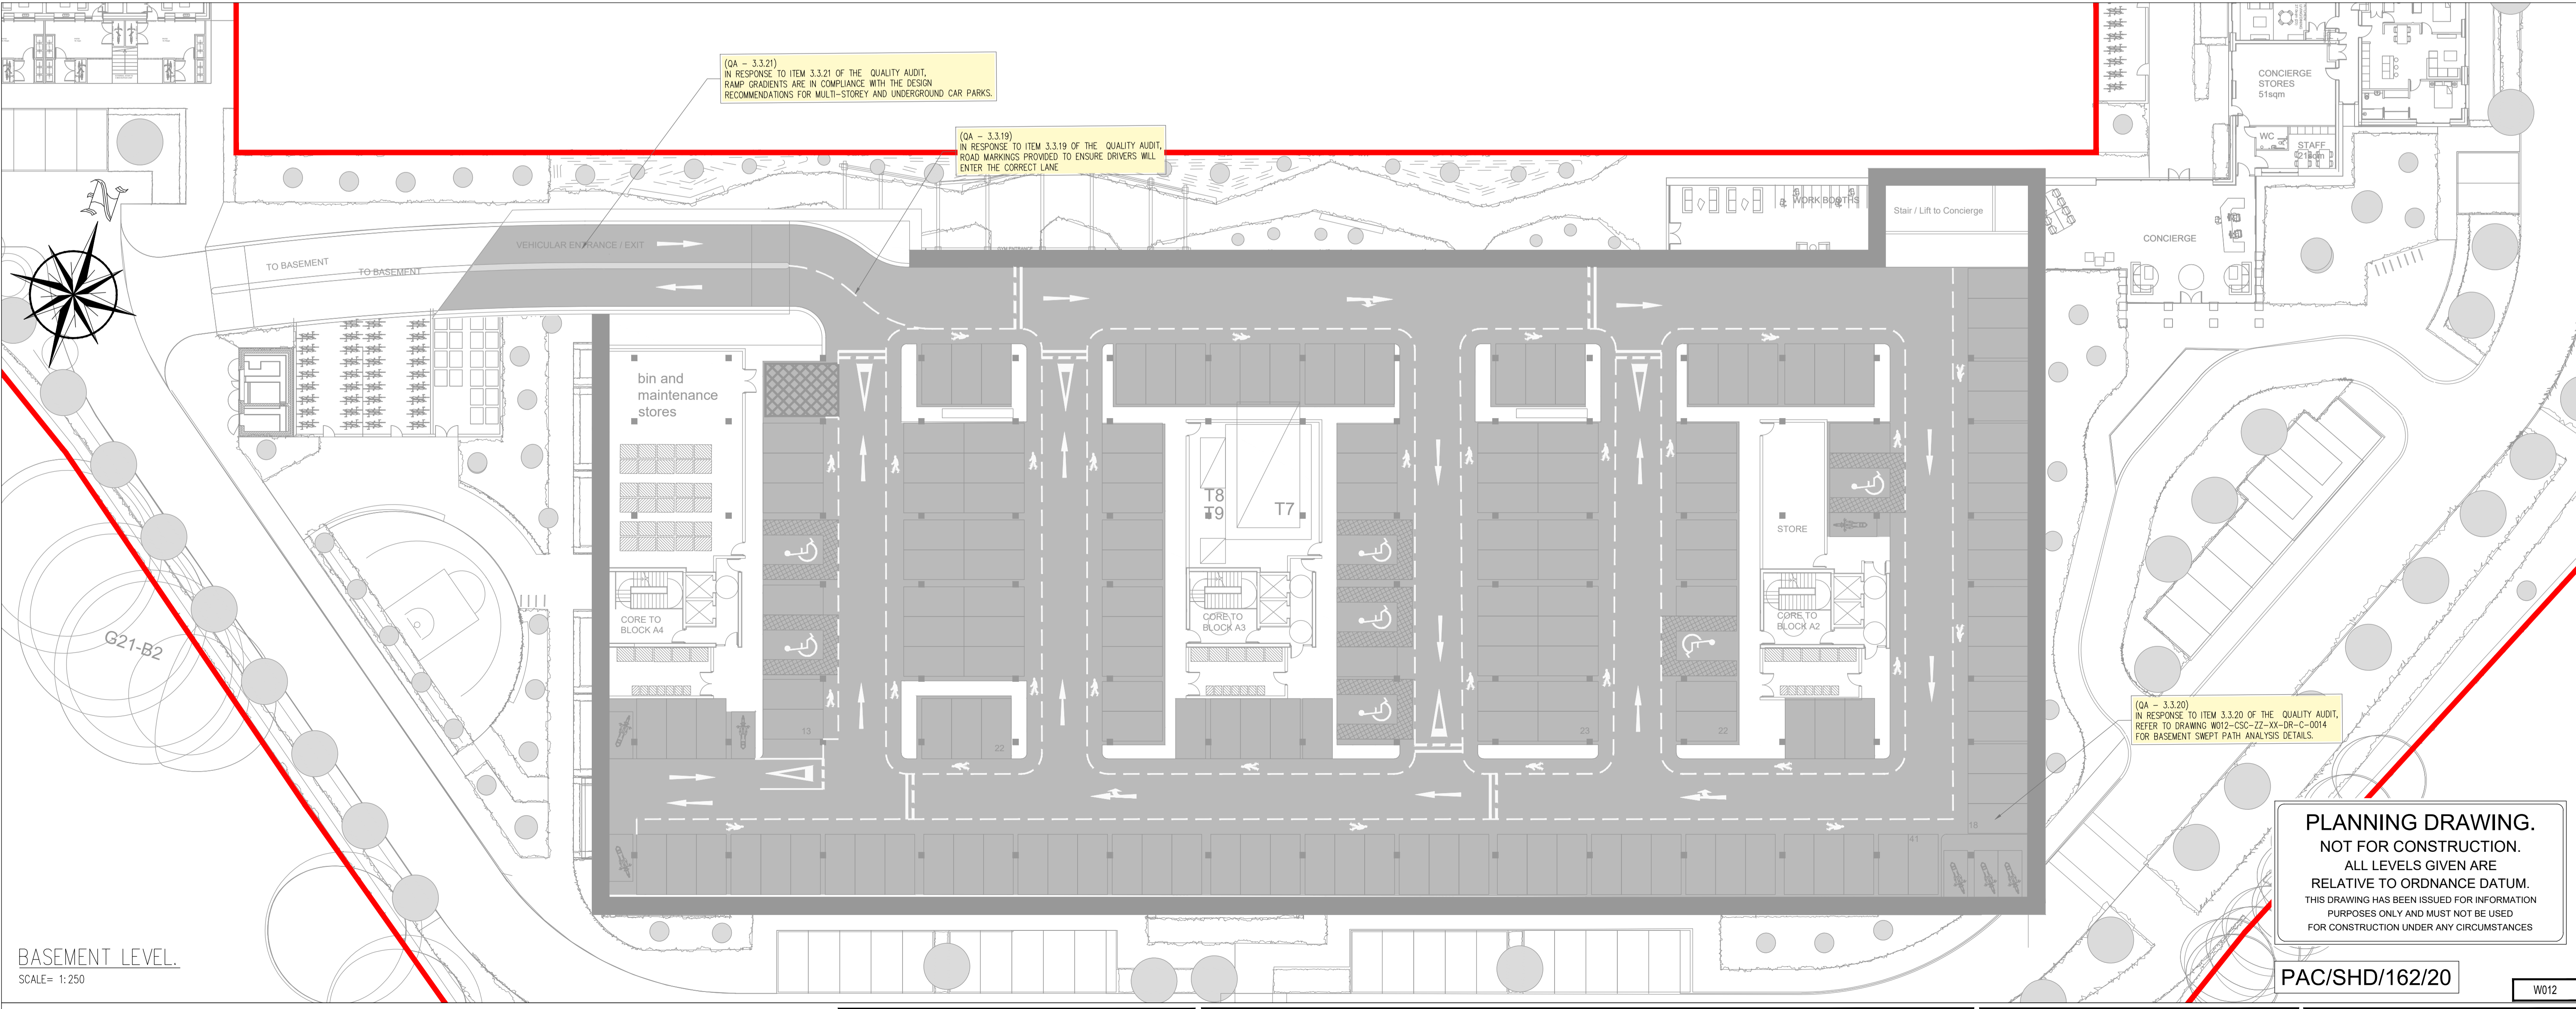 (QA - 3.3.21)
IN RESPONSE TO ITEM 3.3.21 OF THE QUALITY AUDIT,
RAMP GRADIENTS ARE IN COMPLIANCE WITH THE DESIGN
RECOMMENDATIONS FOR MULTI-STOREY AND UNDERGROUND CAR PARKS.
(QA - 3.3.19)
IN RESPONSE TO ITEM 3.3.19 OF THE QUALITY AUDIT,
ROAD MARKINGS PROVIDED TO ENSURE DRIVERS WILL
ENTER THE CORRECT LANE
CONCIERGE
STORES
51sqm
WC
STAFF
WORK BOOTHS
Stair / Lift to Concierge
CONCIERGE
N
VEHICULAR ENTRANCE / EXIT
TO BASEMENT
TO BASEMENT
bin and
maintenance
stores
T8
T9
T7
STORE
CORE TO
BLOCK A4
CORE TO
BLOCK A3
CORE TO
BLOCK A2
G21-B2
13
22
23
22
18
41
(QA - 3.3.20)
IN RESPONSE TO ITEM 3.3.20 OF THE QUALITY AUDIT,
REFER TO DRAWING W012-CSC-ZZ-XX-DR-C-0014
FOR BASEMENT SWEPT PATH ANALYSIS DETAILS.
PLANNING DRAWING.
NOT FOR CONSTRUCTION.
ALL LEVELS GIVEN ARE
RELATIVE TO ORDNANCE DATUM.
THIS DRAWING HAS BEEN ISSUED FOR INFORMATION
PURPOSES ONLY AND MUST NOT BE USED
FOR CONSTRUCTION UNDER ANY CIRCUMSTANCES
BASEMENT LEVEL.
SCALE= 1:250
PAC/SHD/162/20
W012